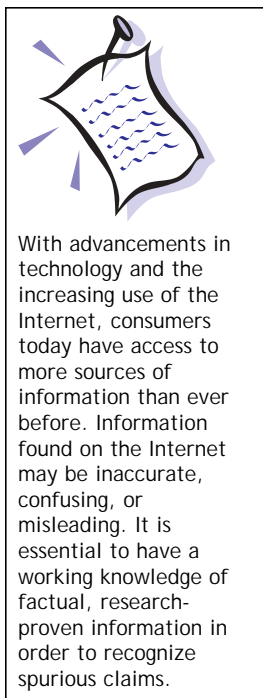 With advancements in
technology and the
increasing use of the
Internet, consumers
today have access to
more sources of
information than ever
before. Information
found on the Internet
may be inaccurate,
confusing, or
misleading. It is
essential to have a
working knowledge of
factual, research-
proven information in
order to recognize
spurious claims.